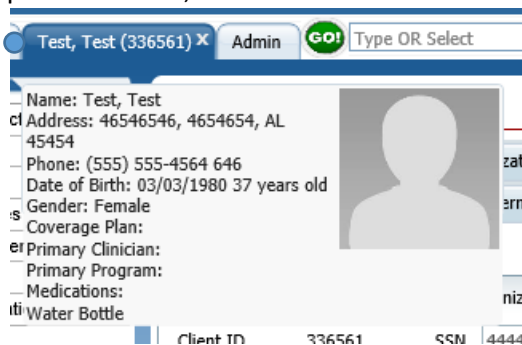 Test, Test (336561) X Admin GO! Type OR Select
Name: Test, Test
Address: 46546546, 4654654, AL
45454
Phone: (555) 555-4564 646
Date of Birth: 03/03/1980 37 years old
Gender: Female
Coverage Plan:
Primary Clinician:
Primary Program:
Medications:
Water Bottle
Client ID 336561 SSN 4444